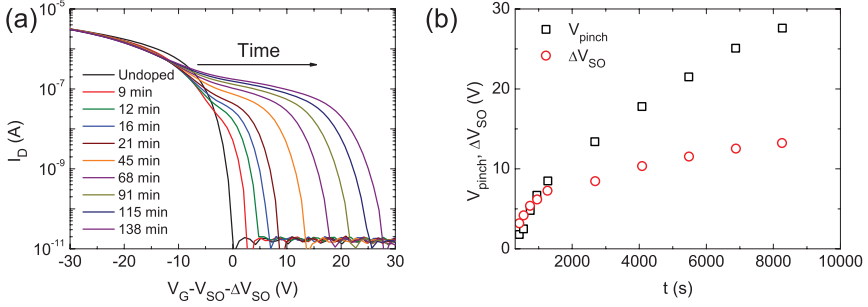 (a)
10⁻⁵
10⁻⁷
10⁻⁹
10⁻¹¹
I_D (A)
Time
Undoped
9 min
12 min
16 min
21 min
45 min
68 min
91 min
115 min
138 min
-30 -20 -10 0 10 20 30
V_G-V_SO-ΔV_SO (V)
(b)
30
20
10
0
V_pinch, ΔV_SO (V)
V_pinch
ΔV_SO
2000 4000 6000 8000 10000
t (s)